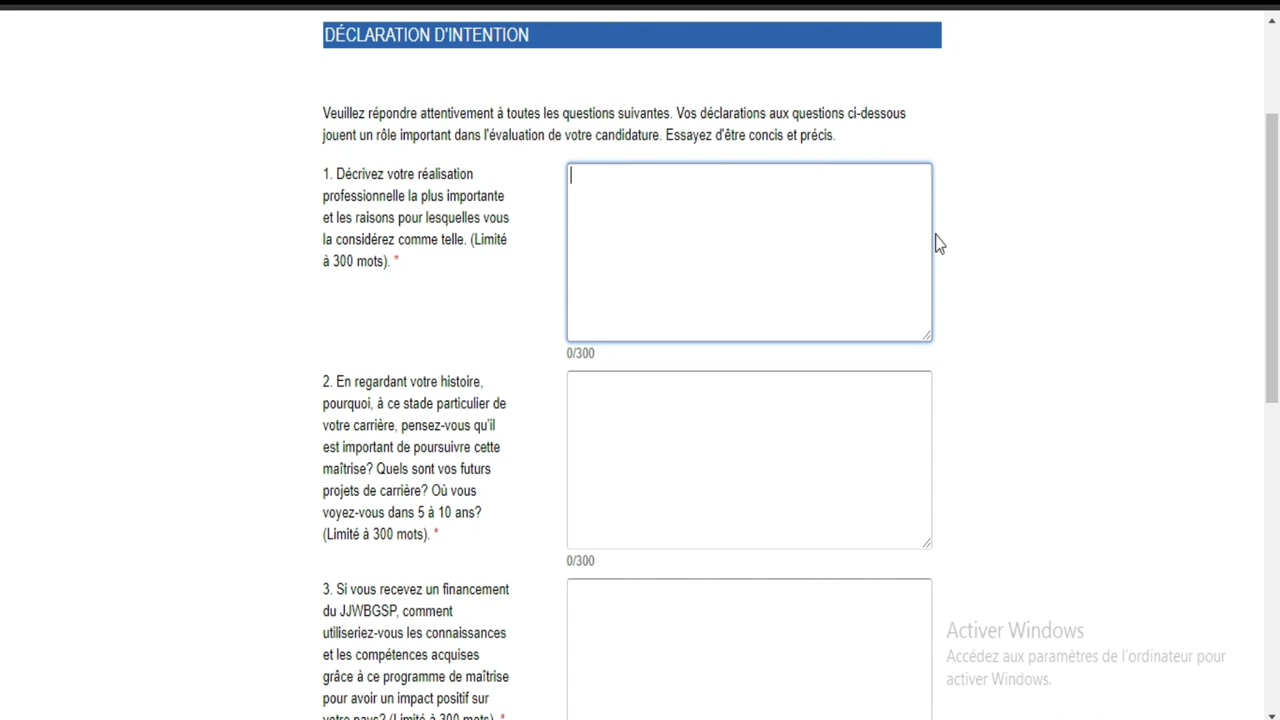 DÉCLARATION D'INTENTION
Veuillez répondre attentivement à toutes les questions suivantes. Vos déclarations aux questions ci-dessous
jouent un rôle important dans l'évaluation de votre candidature. Essayez d'être concis et précis.
1. Décrivez votre réalisation
professionnelle la plus importante
et les raisons pour lesquelles vous
la considérez comme telle. (Limité
à 300 mots). *
0/300
2. En regardant votre histoire,
pourquoi, à ce stade particulier de
votre carrière, pensez-vous qu'il
est important de poursuivre cette
maîtrise? Quels sont vos futurs
projets de carrière? Où vous
voyez-vous dans 5 à 10 ans?
(Limité à 300 mots). *
0/300
3. Si vous recevez un financement
du JJWBGSP, comment
utiliseriez-vous les connaissances
et les compétences acquises
grâce à ce programme de maîtrise
pour avoir un impact positif sur
votre pays? (Limité à 300 mots). *
Activer Windows
Accédez aux paramètres de l'ordinateur pour
activer Windows.